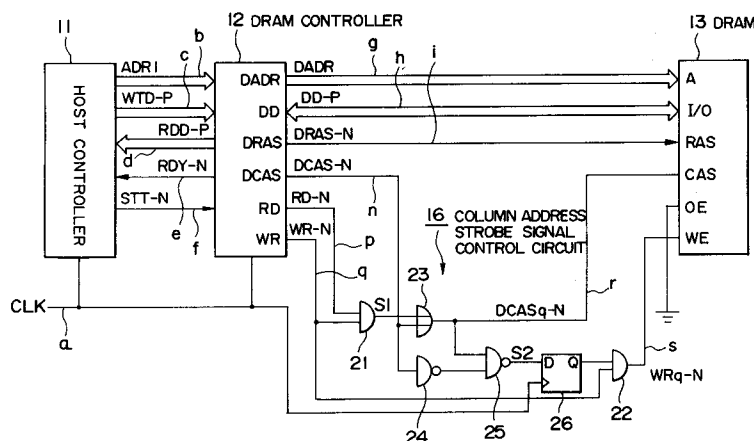 11
12 DRAM CONTROLLER
13 DRAM
HOST CONTROLLER
ADRI
b
WTD-P
c
RDD-P
d
RDY-N
e
STT-N
f
DADR
DD
DRAS
DCAS
RD
WR
DADR
g
h
i
DD-P
DRAS-N
DCAS-N
n
RD-N
p
WR-N
q
A
I/O
RAS
CAS
OE
WE
16 COLUMN ADDRESS
STROBE SIGNAL
CONTROL CIRCUIT
23
S1
21
DCASq-N
r
CLK
a
24
25
S2
D
Q
26
22
s
WRq-N